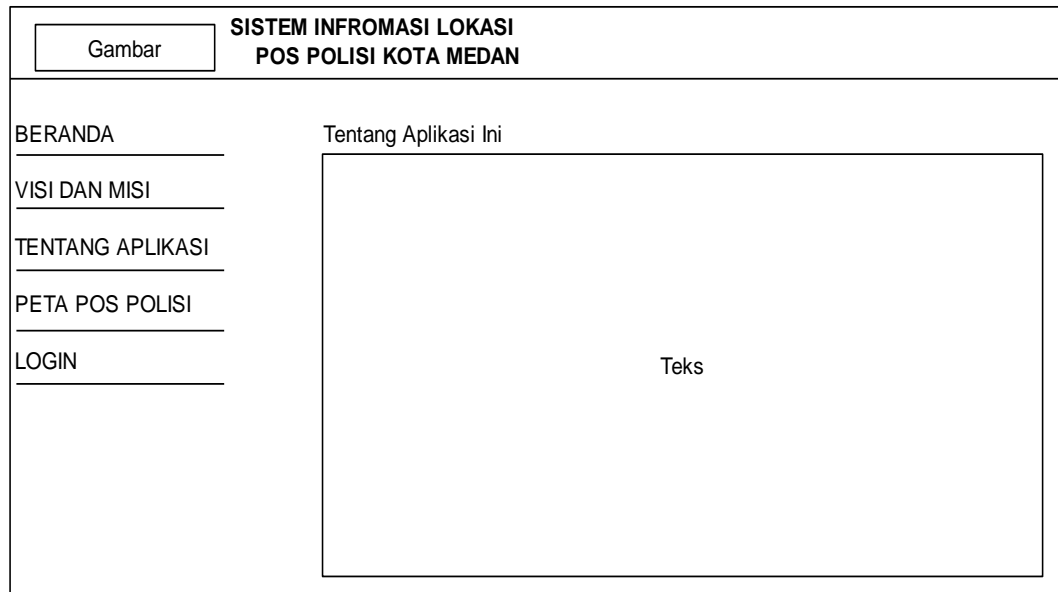 Gambar
SISTEM INFROMASI LOKASI
POS POLISI KOTA MEDAN
BERANDA
VISI DAN MISI
TENTANG APLIKASI
PETA POS POLISI
LOGIN
Tentang Aplikasi Ini
Teks